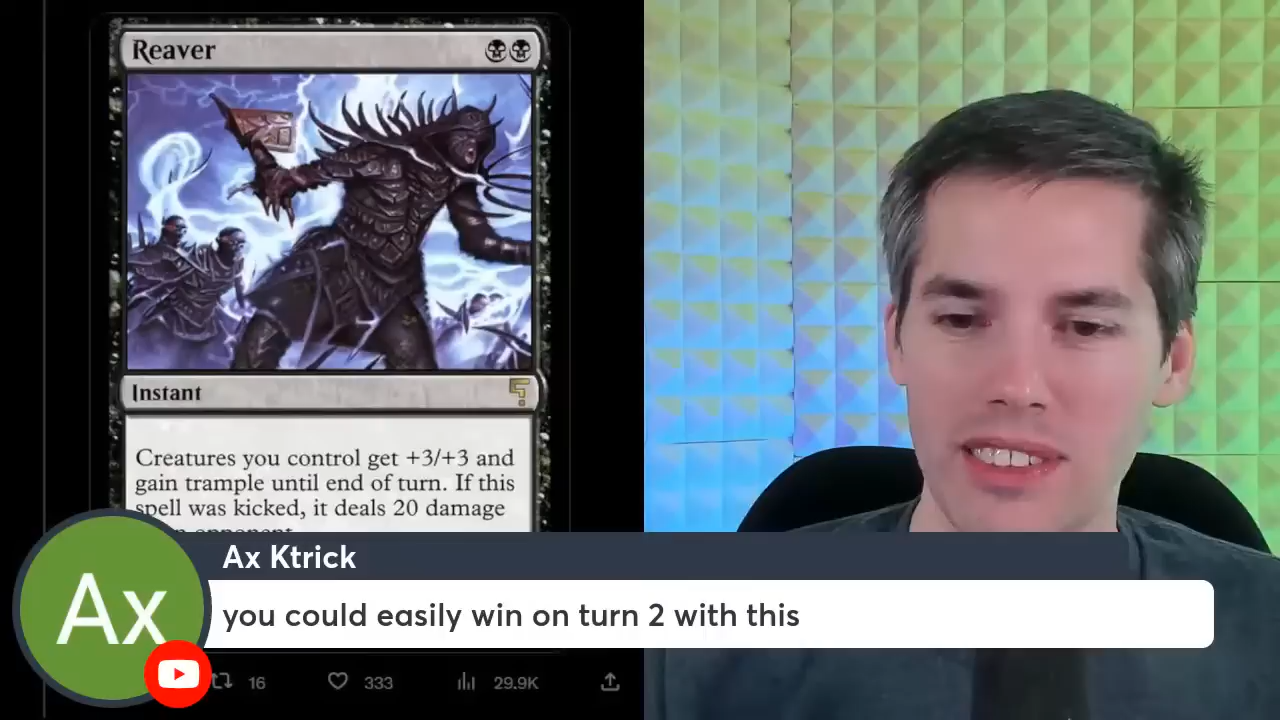 Reaver
Instant
Creatures you control get +3/+3 and
gain trample until end of turn. If this
spell was kicked, it deals 20 damage
opponent
Ax Ktrick
Ax
you could easily win on turn 2 with this
16 333 29.9K